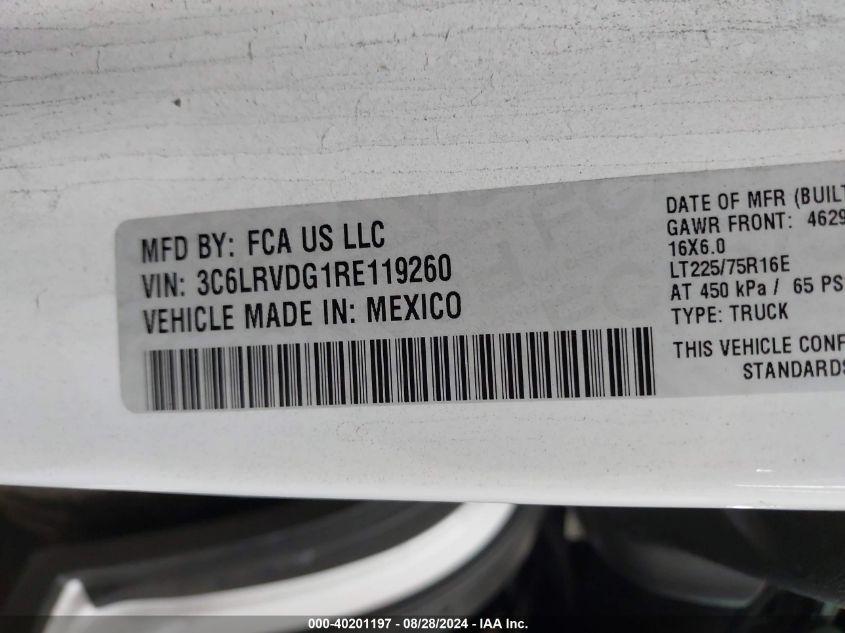 MFD BY: FCA US LLC
VIN: 3C6LRVDG1RE119260
VEHICLE MADE IN: MEXICO
DATE OF MFR (BUILT
GAWR FRONT: 4629
16X6.0
LT225/75R16E
AT 450 kPa / 65 PS
TYPE: TRUCK
THIS VEHICLE CONF
STANDARDS
000-40201197 - 08/28/2024 - IAA Inc.